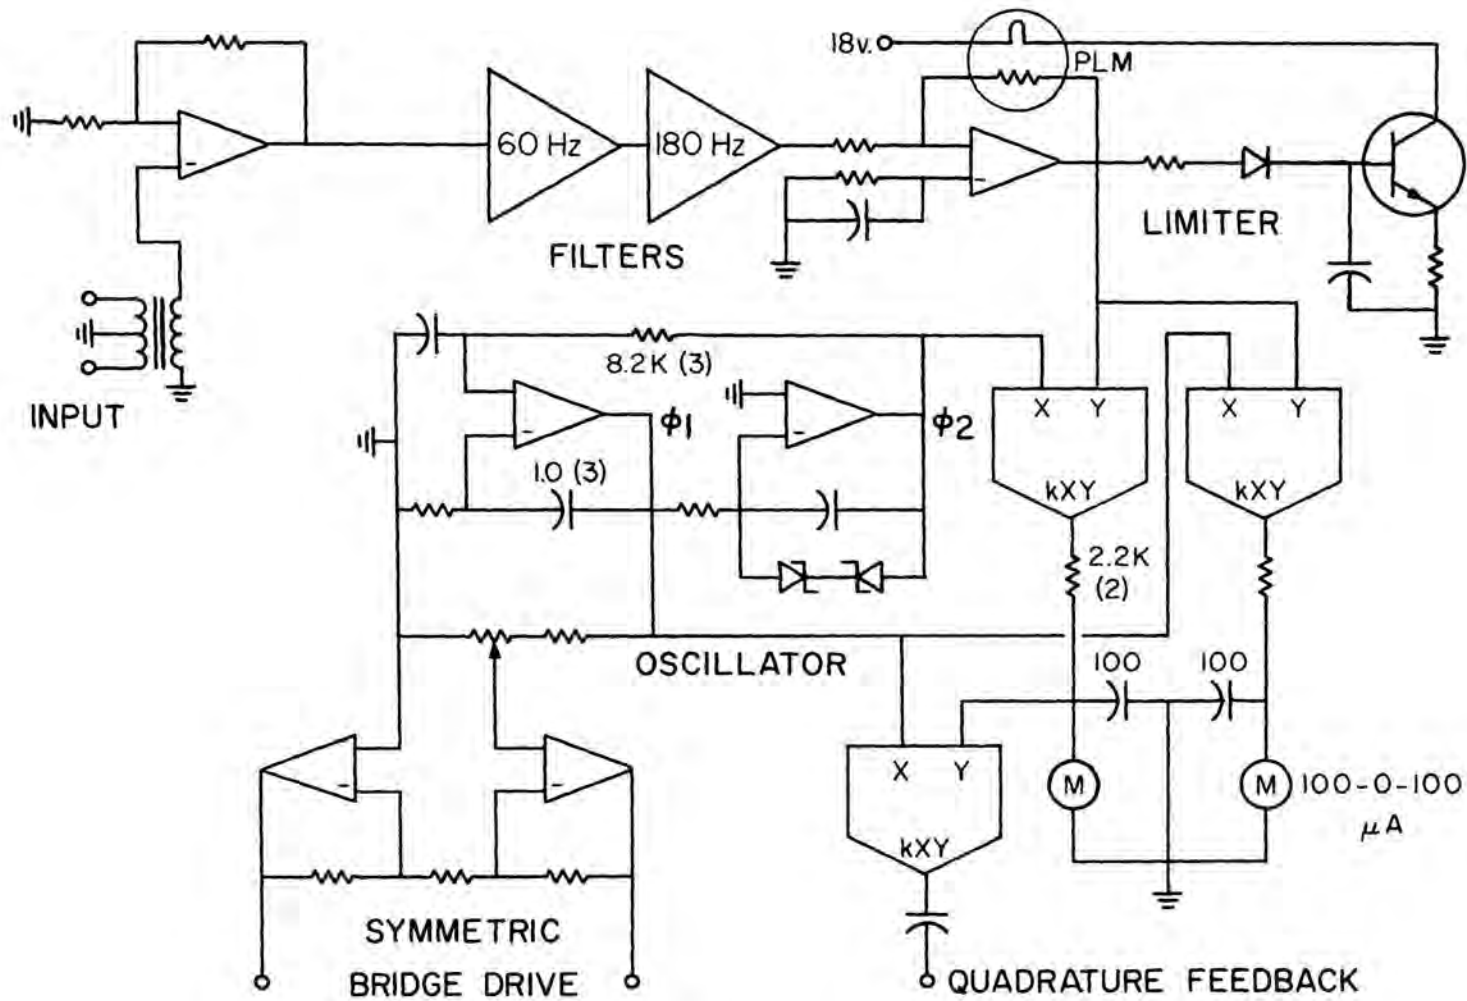 18v.
PLM
60 Hz
180 Hz
-
-
FILTERS
LIMITER
INPUT
8.2K (3)
-
ϕ1
-
ϕ2
X Y
X Y
1.0 (3)
kXY
kXY
2.2K
(2)
OSCILLATOR
100
100
-
-
X Y
M
M
100-0-100
μA
kXY
SYMMETRIC
BRIDGE DRIVE
QUADRATURE FEEDBACK